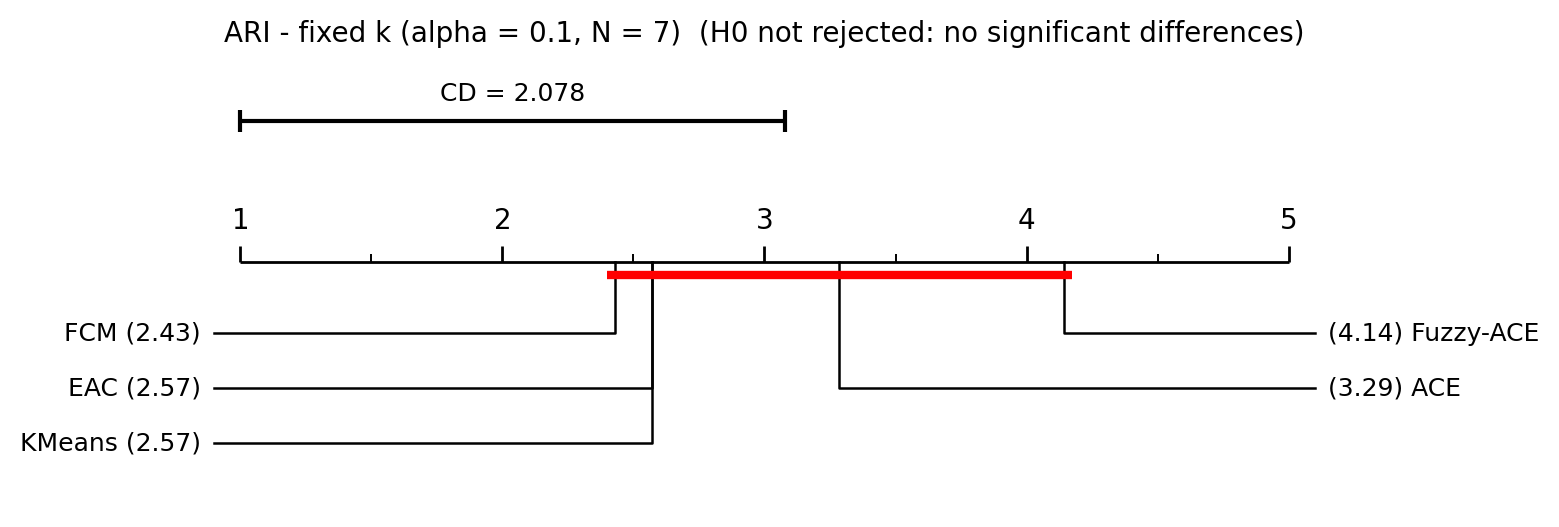 ARI - fixed k (alpha = 0.1, N = 7)  (H0 not rejected: no significant differences)
CD = 2.078
1 2 3 4 5
FCM (2.43) (4.14) Fuzzy-ACE
EAC (2.57) (3.29) ACE
KMeans (2.57)